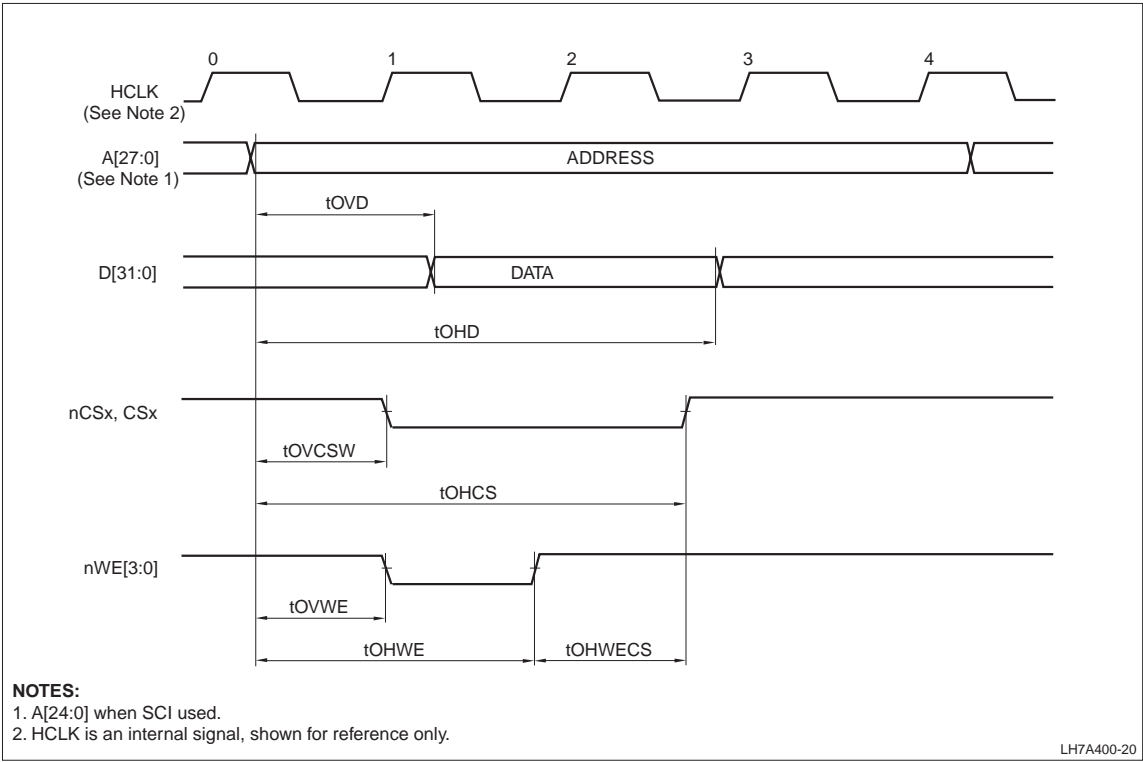 0 1 2 3 4
HCLK
(See Note 2)
A[27:0]
(See Note 1)
ADDRESS
tOVD
D[31:0]
DATA
tOHD
nCSx, CSx
tOVCSW
tOHCS
nWE[3:0]
tOVWE
tOHWE tOHWECS
NOTES:
1. A[24:0] when SCI used.
2. HCLK is an internal signal, shown for reference only.
LH7A400-20